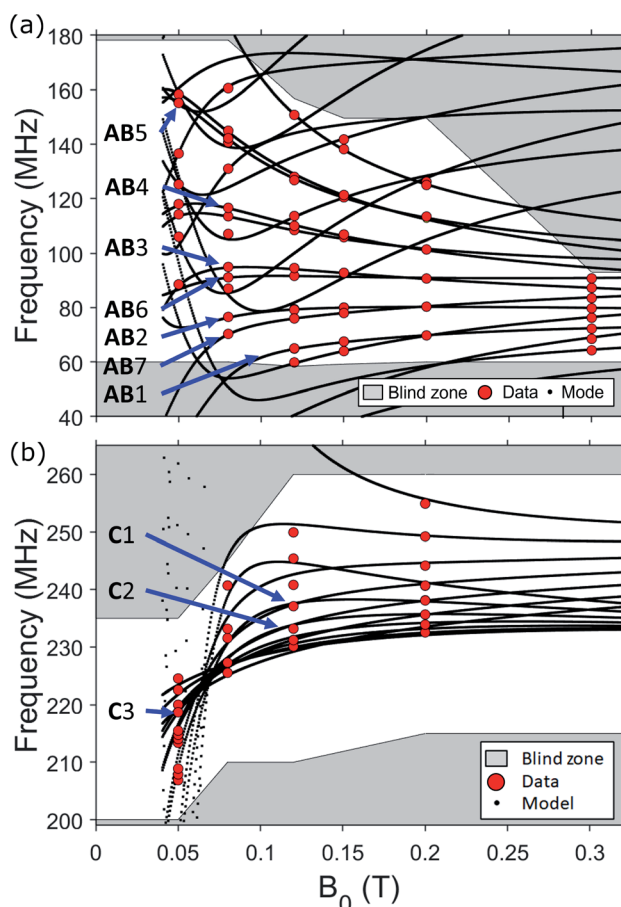 (a)
180
160
140
120
100
80
60
40
Frequency (MHz)
AB5
AB4
AB3
AB6
AB2
AB7
AB1
Blind zone Data Mode
(b)
260
250
240
230
220
210
200
Frequency (MHz)
C1
C2
C3
Blind zone
Data
Model
0 0.05 0.1 0.15 0.2 0.25 0.3
B0 (T)